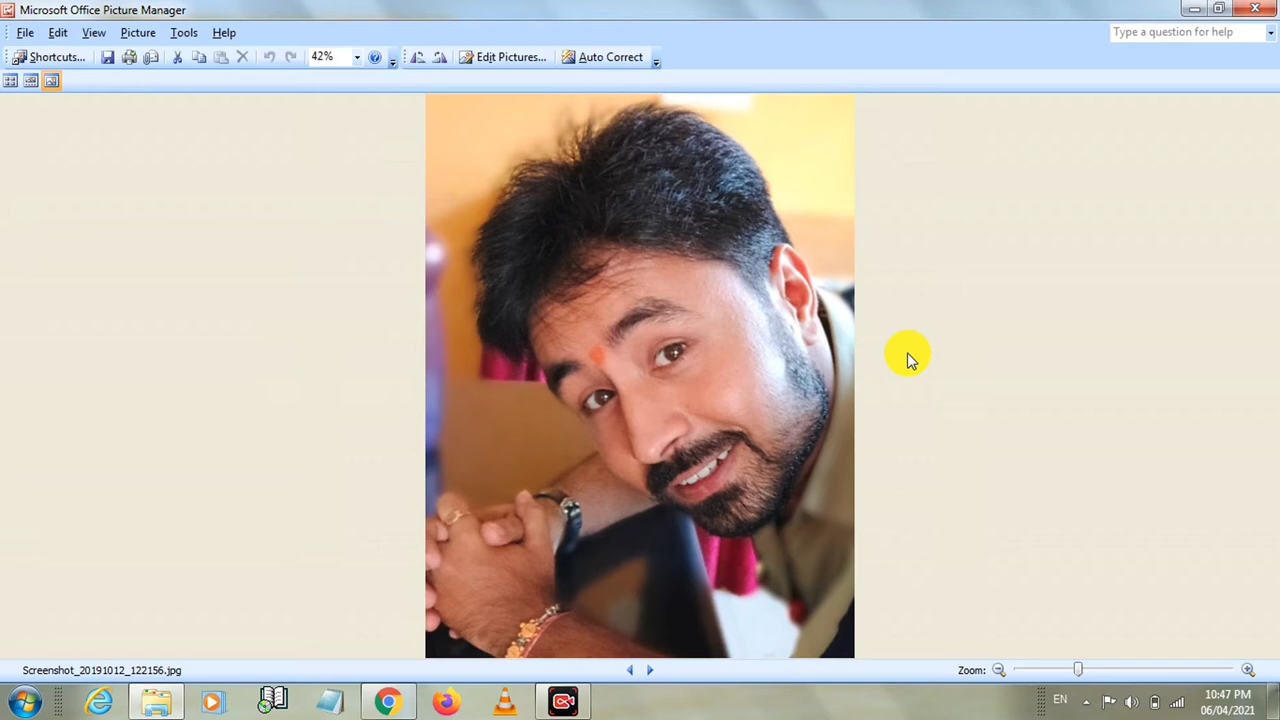 Microsoft Office Picture Manager
File Edit View Picture Tools Help
Type a question for help
Shortcuts... 42% Edit Pictures... Auto Correct
Screenshot_20191012_122156.jpg
Zoom:
EN
10:47 PM
06/04/2021